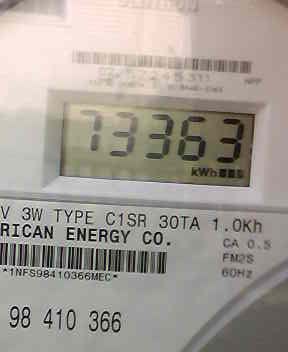 73363
kWh
V 3W TYPE C1SR 30TA 1.0Kh
RICAN ENERGY CO.
CA 0.5
FM2S
60Hz
*1NFS98410366MEC*
98 410 366